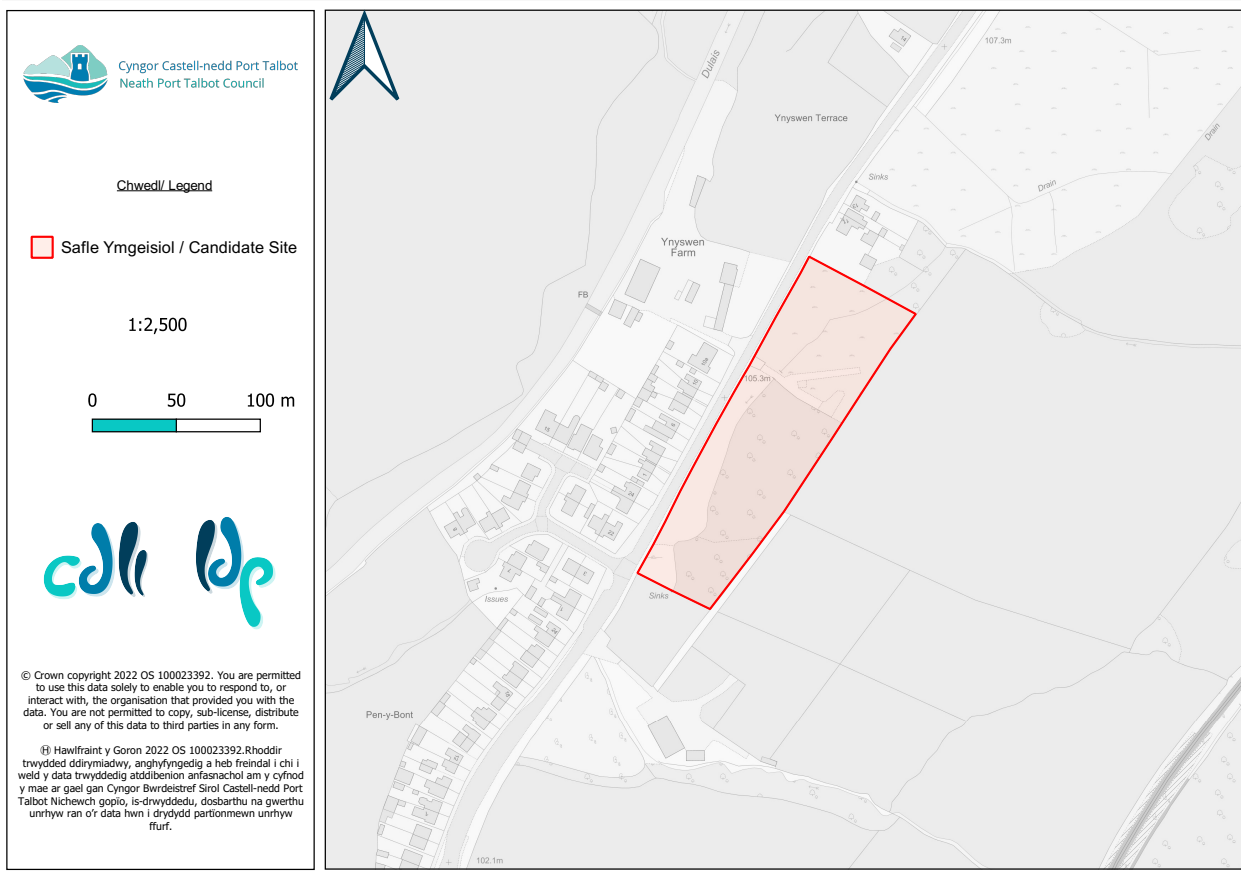 Cyngor Castell-nedd Port Talbot
Neath Port Talbot Council
Chwedl/ Legend
Safle Ymgeisiol / Candidate Site
1:2,500
0 50 100 m
cdll ldp
© Crown copyright 2022 OS 100023392. You are permitted
to use this data solely to enable you to respond to, or
interact with, the organisation that provided you with the
data. You are not permitted to copy, sub-license, distribute
or sell any of this data to third parties in any form.
Ⓗ Hawlfraint y Goron 2022 OS 100023392.Rhoddir
trwydded ddirymiadwy, anghyfyngedig a heb freindal i chi i
weld y data trwyddedig atddibenion anfasnachol am y cyfnod
y mae ar gael gan Cyngor Bwrdeistref Sirol Castell-nedd Port
Talbot Nichewch gopïo, is-drwyddedu, dosbarthu na gwerthu
unrhyw ran o'r data hwn i drydydd partïonmewn unrhyw
ffurf.
Dulais
14
107.3m
Ynyswen Terrace
Drain
Sinks
Drain
Ynyswen
Farm
FB
105.3m
18
24
22
Issues
Sinks
Pen-y-Bont
102.1m